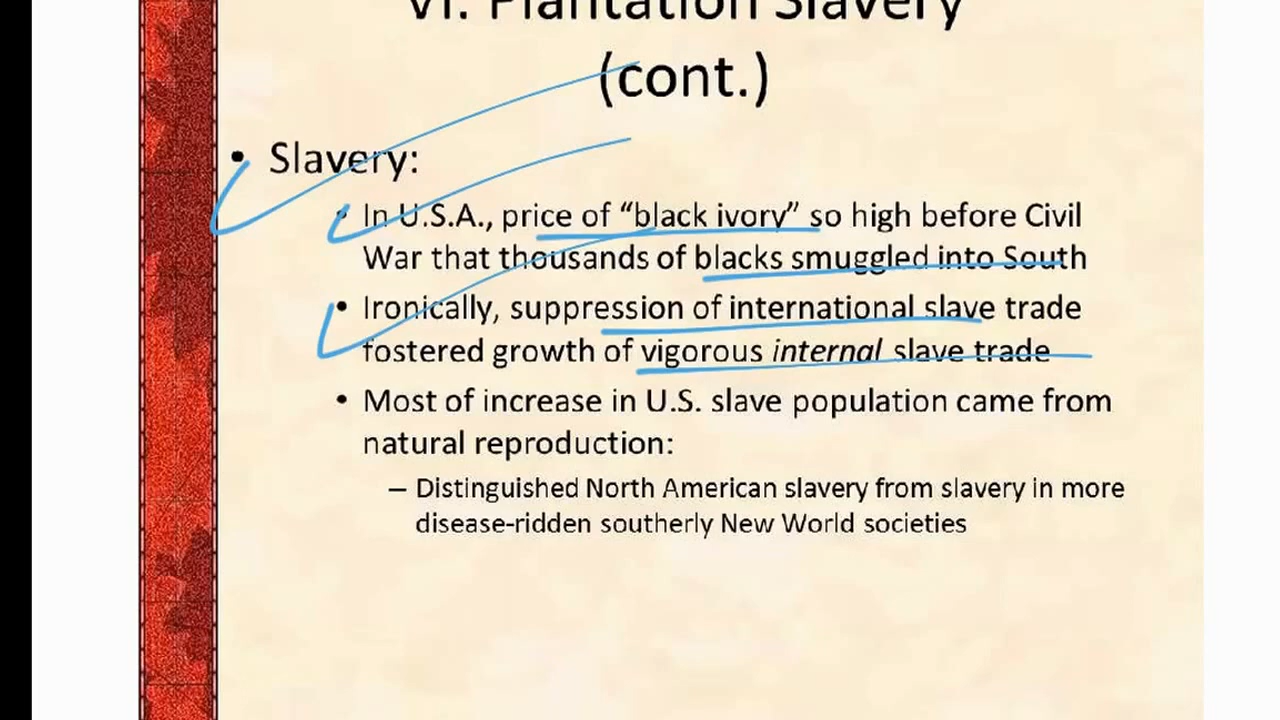 VI. Plantation Slavery
(cont.)
• Slavery:
• In U.S.A., price of “black ivory” so high before Civil
War that thousands of blacks smuggled into South
• Ironically, suppression of international slave trade
fostered growth of vigorous internal slave trade
• Most of increase in U.S. slave population came from
natural reproduction:
– Distinguished North American slavery from slavery in more
disease-ridden southerly New World societies